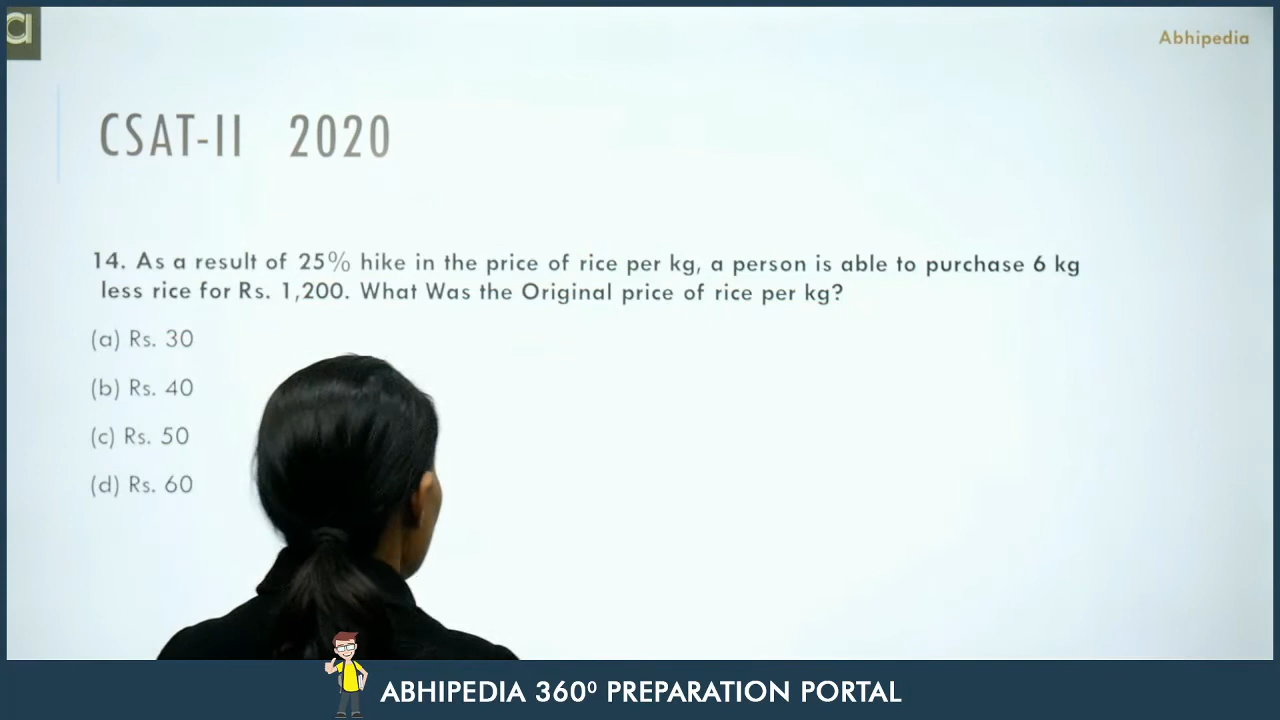 Abhipedia
CSAT-II 2020
14. As a result of 25% hike in the price of rice per kg, a person is able to purchase 6 kg
less rice for Rs. 1,200. What Was the Original price of rice per kg?
(a) Rs. 30
(b) Rs. 40
(c) Rs. 50
(d) Rs. 60
ABHIPEDIA 360⁰ PREPARATION PORTAL